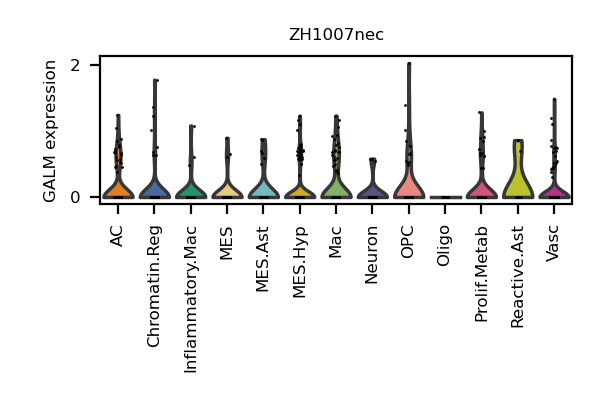 ZH1007nec
GALM expression
2
0
AC
Chromatin.Reg
Inflammatory.Mac
MES
MES.Ast
MES.Hyp
Mac
Neuron
OPC
Oligo
Prolif.Metab
Reactive.Ast
Vasc